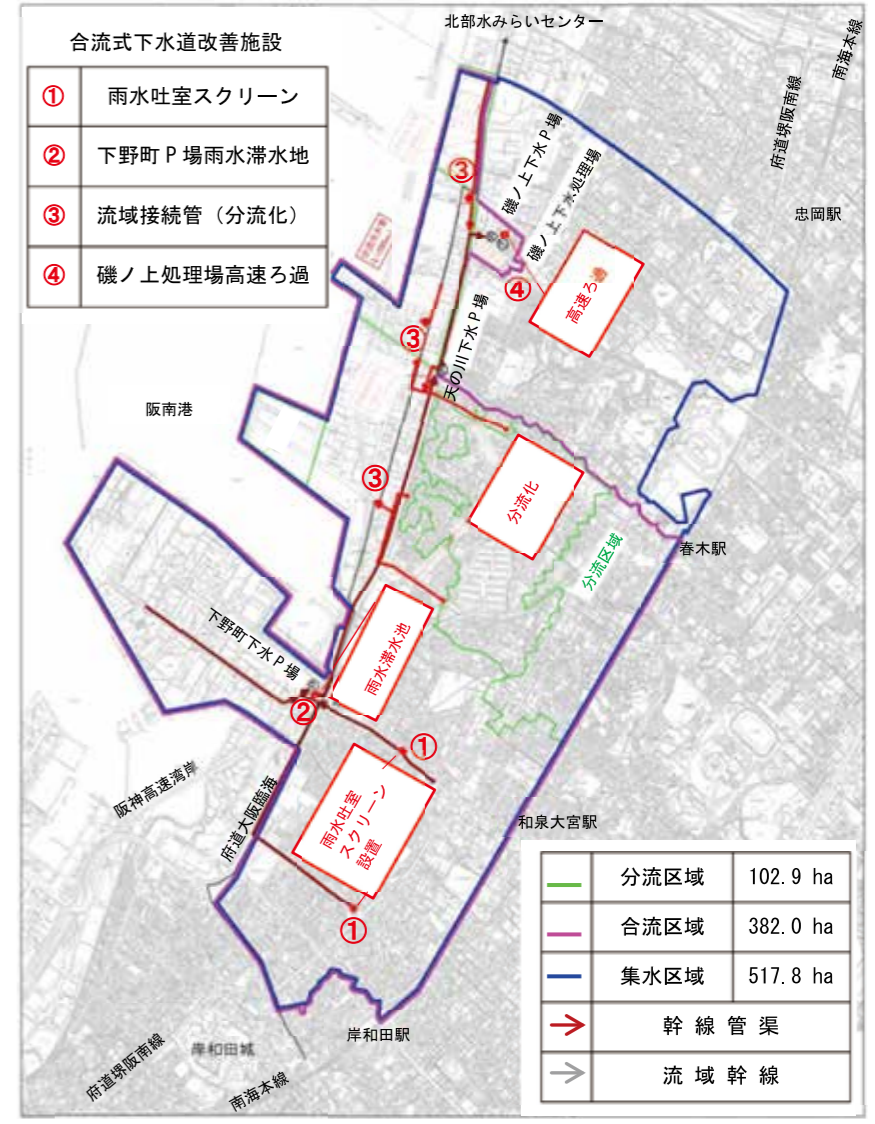 北部水みらいセンター
南海本線
府道堺阪南線
合流式下水道改善施設
① 雨水吐室スクリーン
② 下野町P場雨水滞水地
③ 流域接続管（分流化）
④ 磯ノ上処理場高速ろ過
③
磯ノ上下水P場
磯ノ上下水処理場
忠岡駅
④
高速ろ過
③
天の川下水P場
阪南港
③
分流化
分流区域
春木駅
下野町下水P場
雨水滞水池
②
①
雨水吐室
スクリーン
設置
阪神高速湾岸
府道大阪臨海
和泉大宮駅
①
分流区域 102.9 ha
合流区域 382.0 ha
集水区域 517.8 ha
幹線管渠
流域幹線
岸和田駅
岸和田城
府道堺阪南線
南海本線